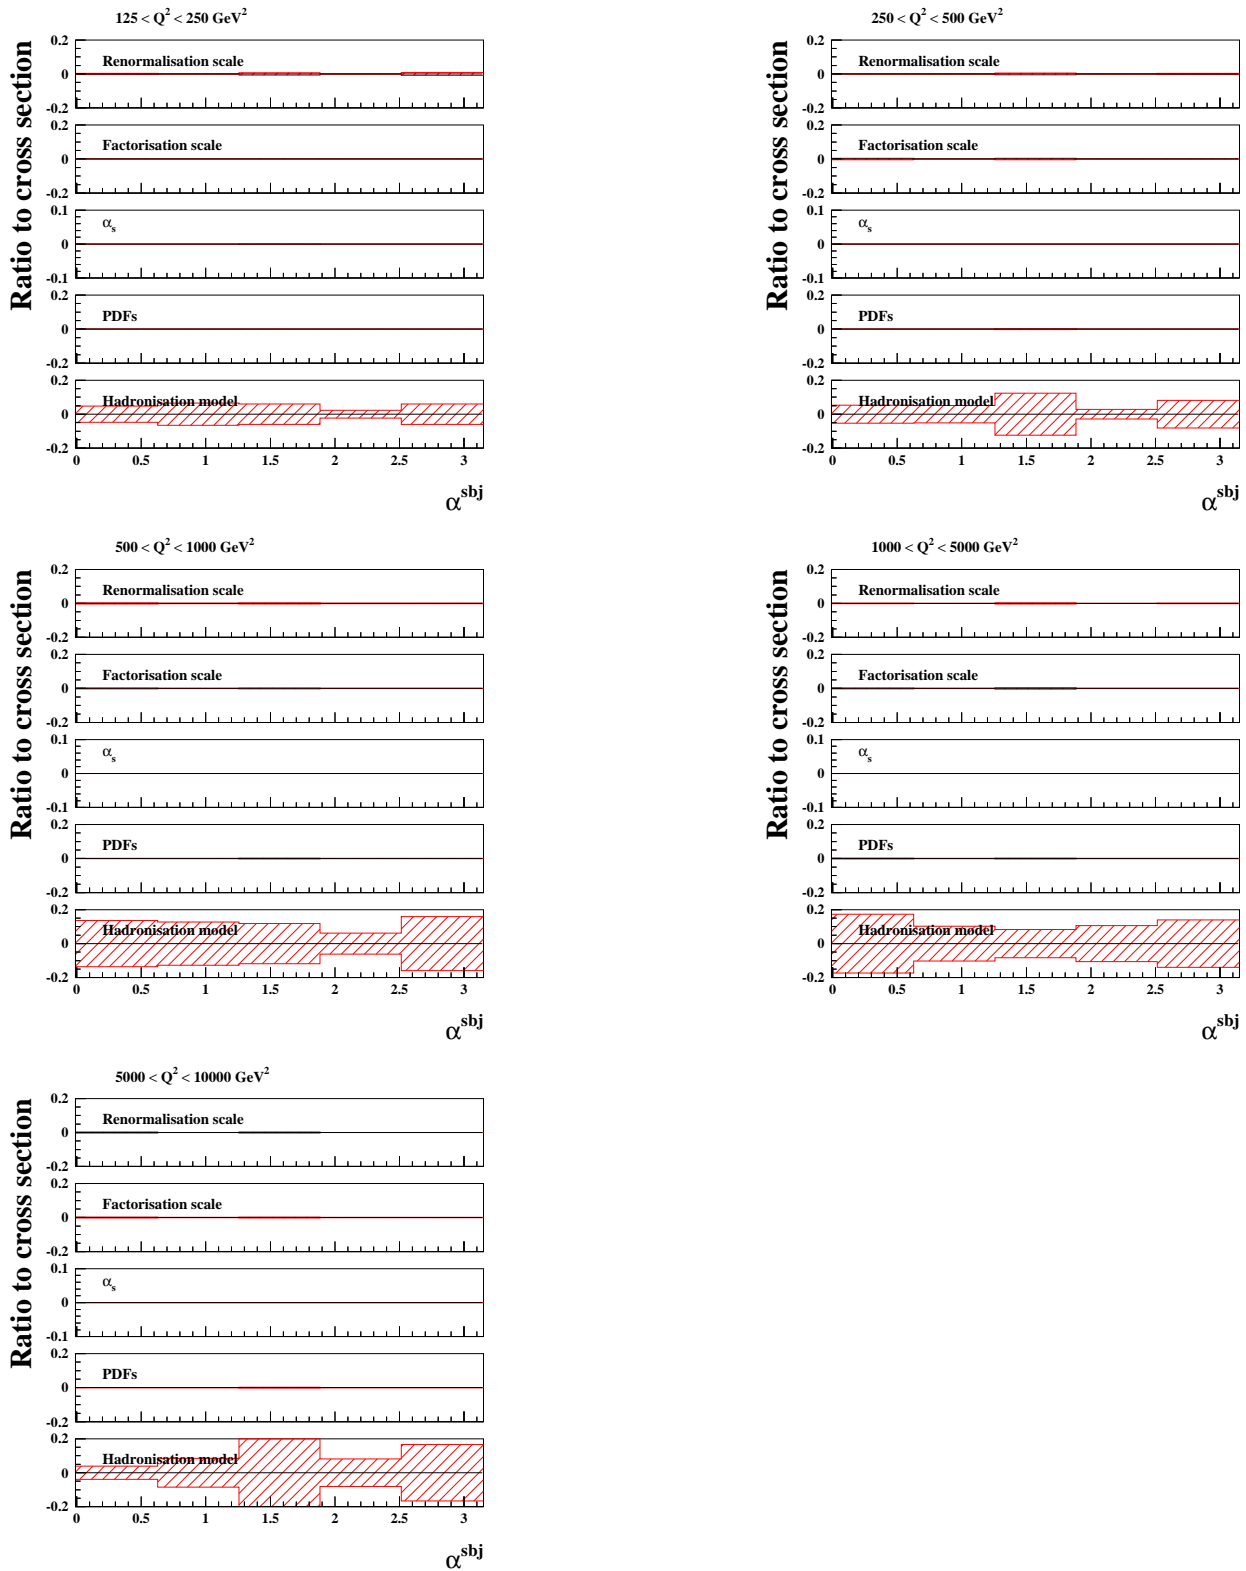 125 < Q² < 250 GeV²
Ratio to cross section
0.2
Renormalisation scale
0
-0.2
0.2
Factorisation scale
0
-0.2
0.1
αs
0
-0.1
0.2
PDFs
0
-0.2
0.2
Hadronisation model
0
-0.2
0 0.5 1 1.5 2 2.5 3
α^sbj
250 < Q² < 500 GeV²
Ratio to cross section
0.2
Renormalisation scale
0
-0.2
0.2
Factorisation scale
0
-0.2
0.1
αs
0
-0.1
0.2
PDFs
0
-0.2
0.2
Hadronisation model
0
-0.2
0 0.5 1 1.5 2 2.5 3
α^sbj
500 < Q² < 1000 GeV²
Ratio to cross section
0.2
Renormalisation scale
0
-0.2
0.2
Factorisation scale
0
-0.2
0.1
αs
0
-0.1
0.2
PDFs
0
-0.2
0.2
Hadronisation model
0
-0.2
0 0.5 1 1.5 2 2.5 3
α^sbj
1000 < Q² < 5000 GeV²
Ratio to cross section
0.2
Renormalisation scale
0
-0.2
0.2
Factorisation scale
0
-0.2
0.1
αs
0
-0.1
0.2
PDFs
0
-0.2
0.2
Hadronisation model
0
-0.2
0 0.5 1 1.5 2 2.5 3
α^sbj
5000 < Q² < 10000 GeV²
Ratio to cross section
0.2
Renormalisation scale
0
-0.2
0.2
Factorisation scale
0
-0.2
0.1
αs
0
-0.1
0.2
PDFs
0
-0.2
0.2
Hadronisation model
0
-0.2
0 0.5 1 1.5 2 2.5 3
α^sbj